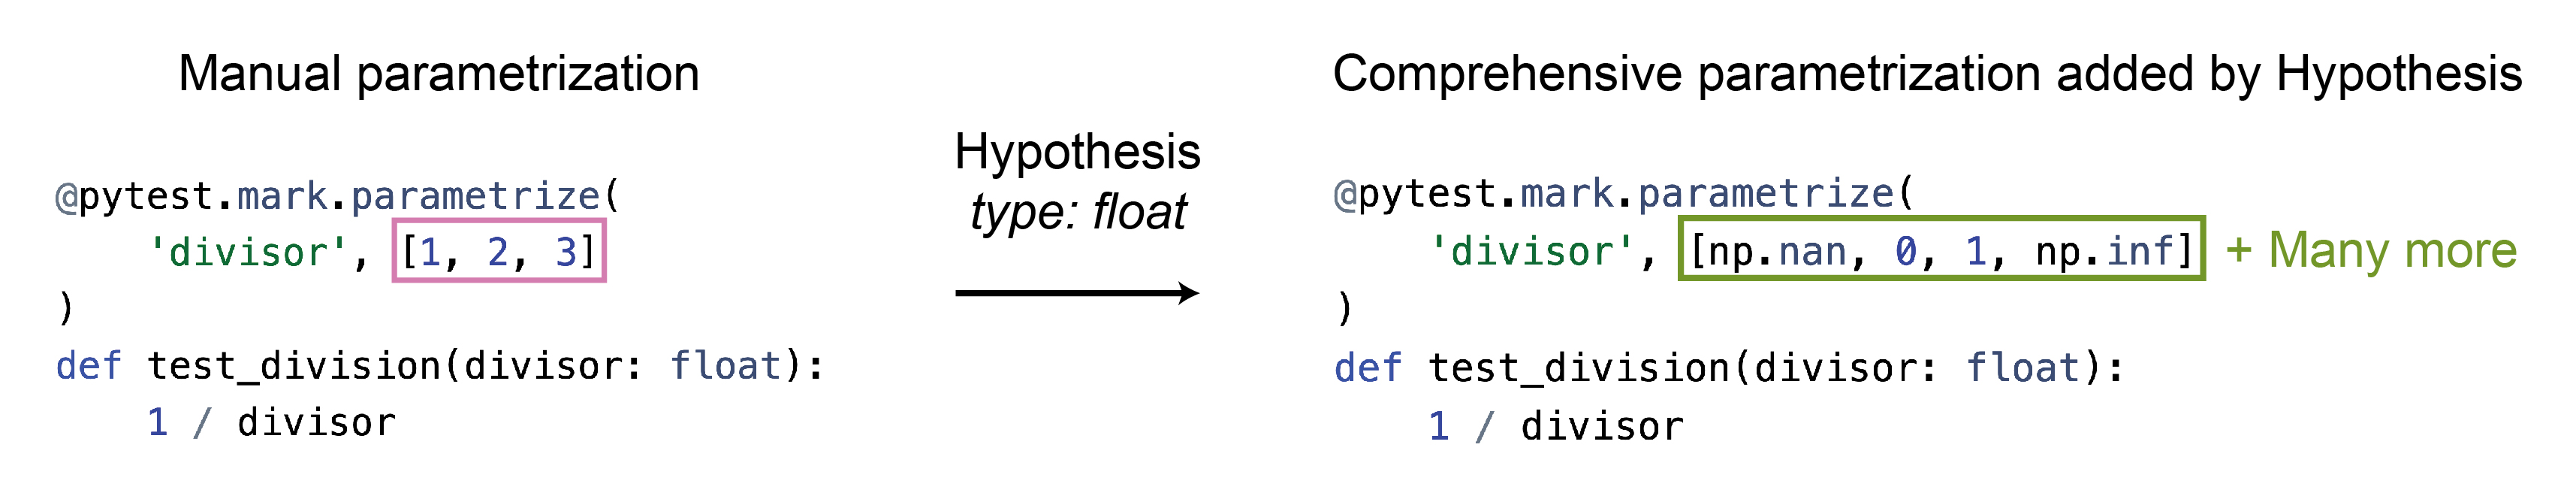 Manual parametrization
@pytest.mark.parametrize(
    'divisor', [1, 2, 3]
)
def test_division(divisor: float):
    1 / divisor
Hypothesis
type: float
Comprehensive parametrization added by Hypothesis
@pytest.mark.parametrize(
    'divisor', [np.nan, 0, 1, np.inf] + Many more
)
def test_division(divisor: float):
    1 / divisor